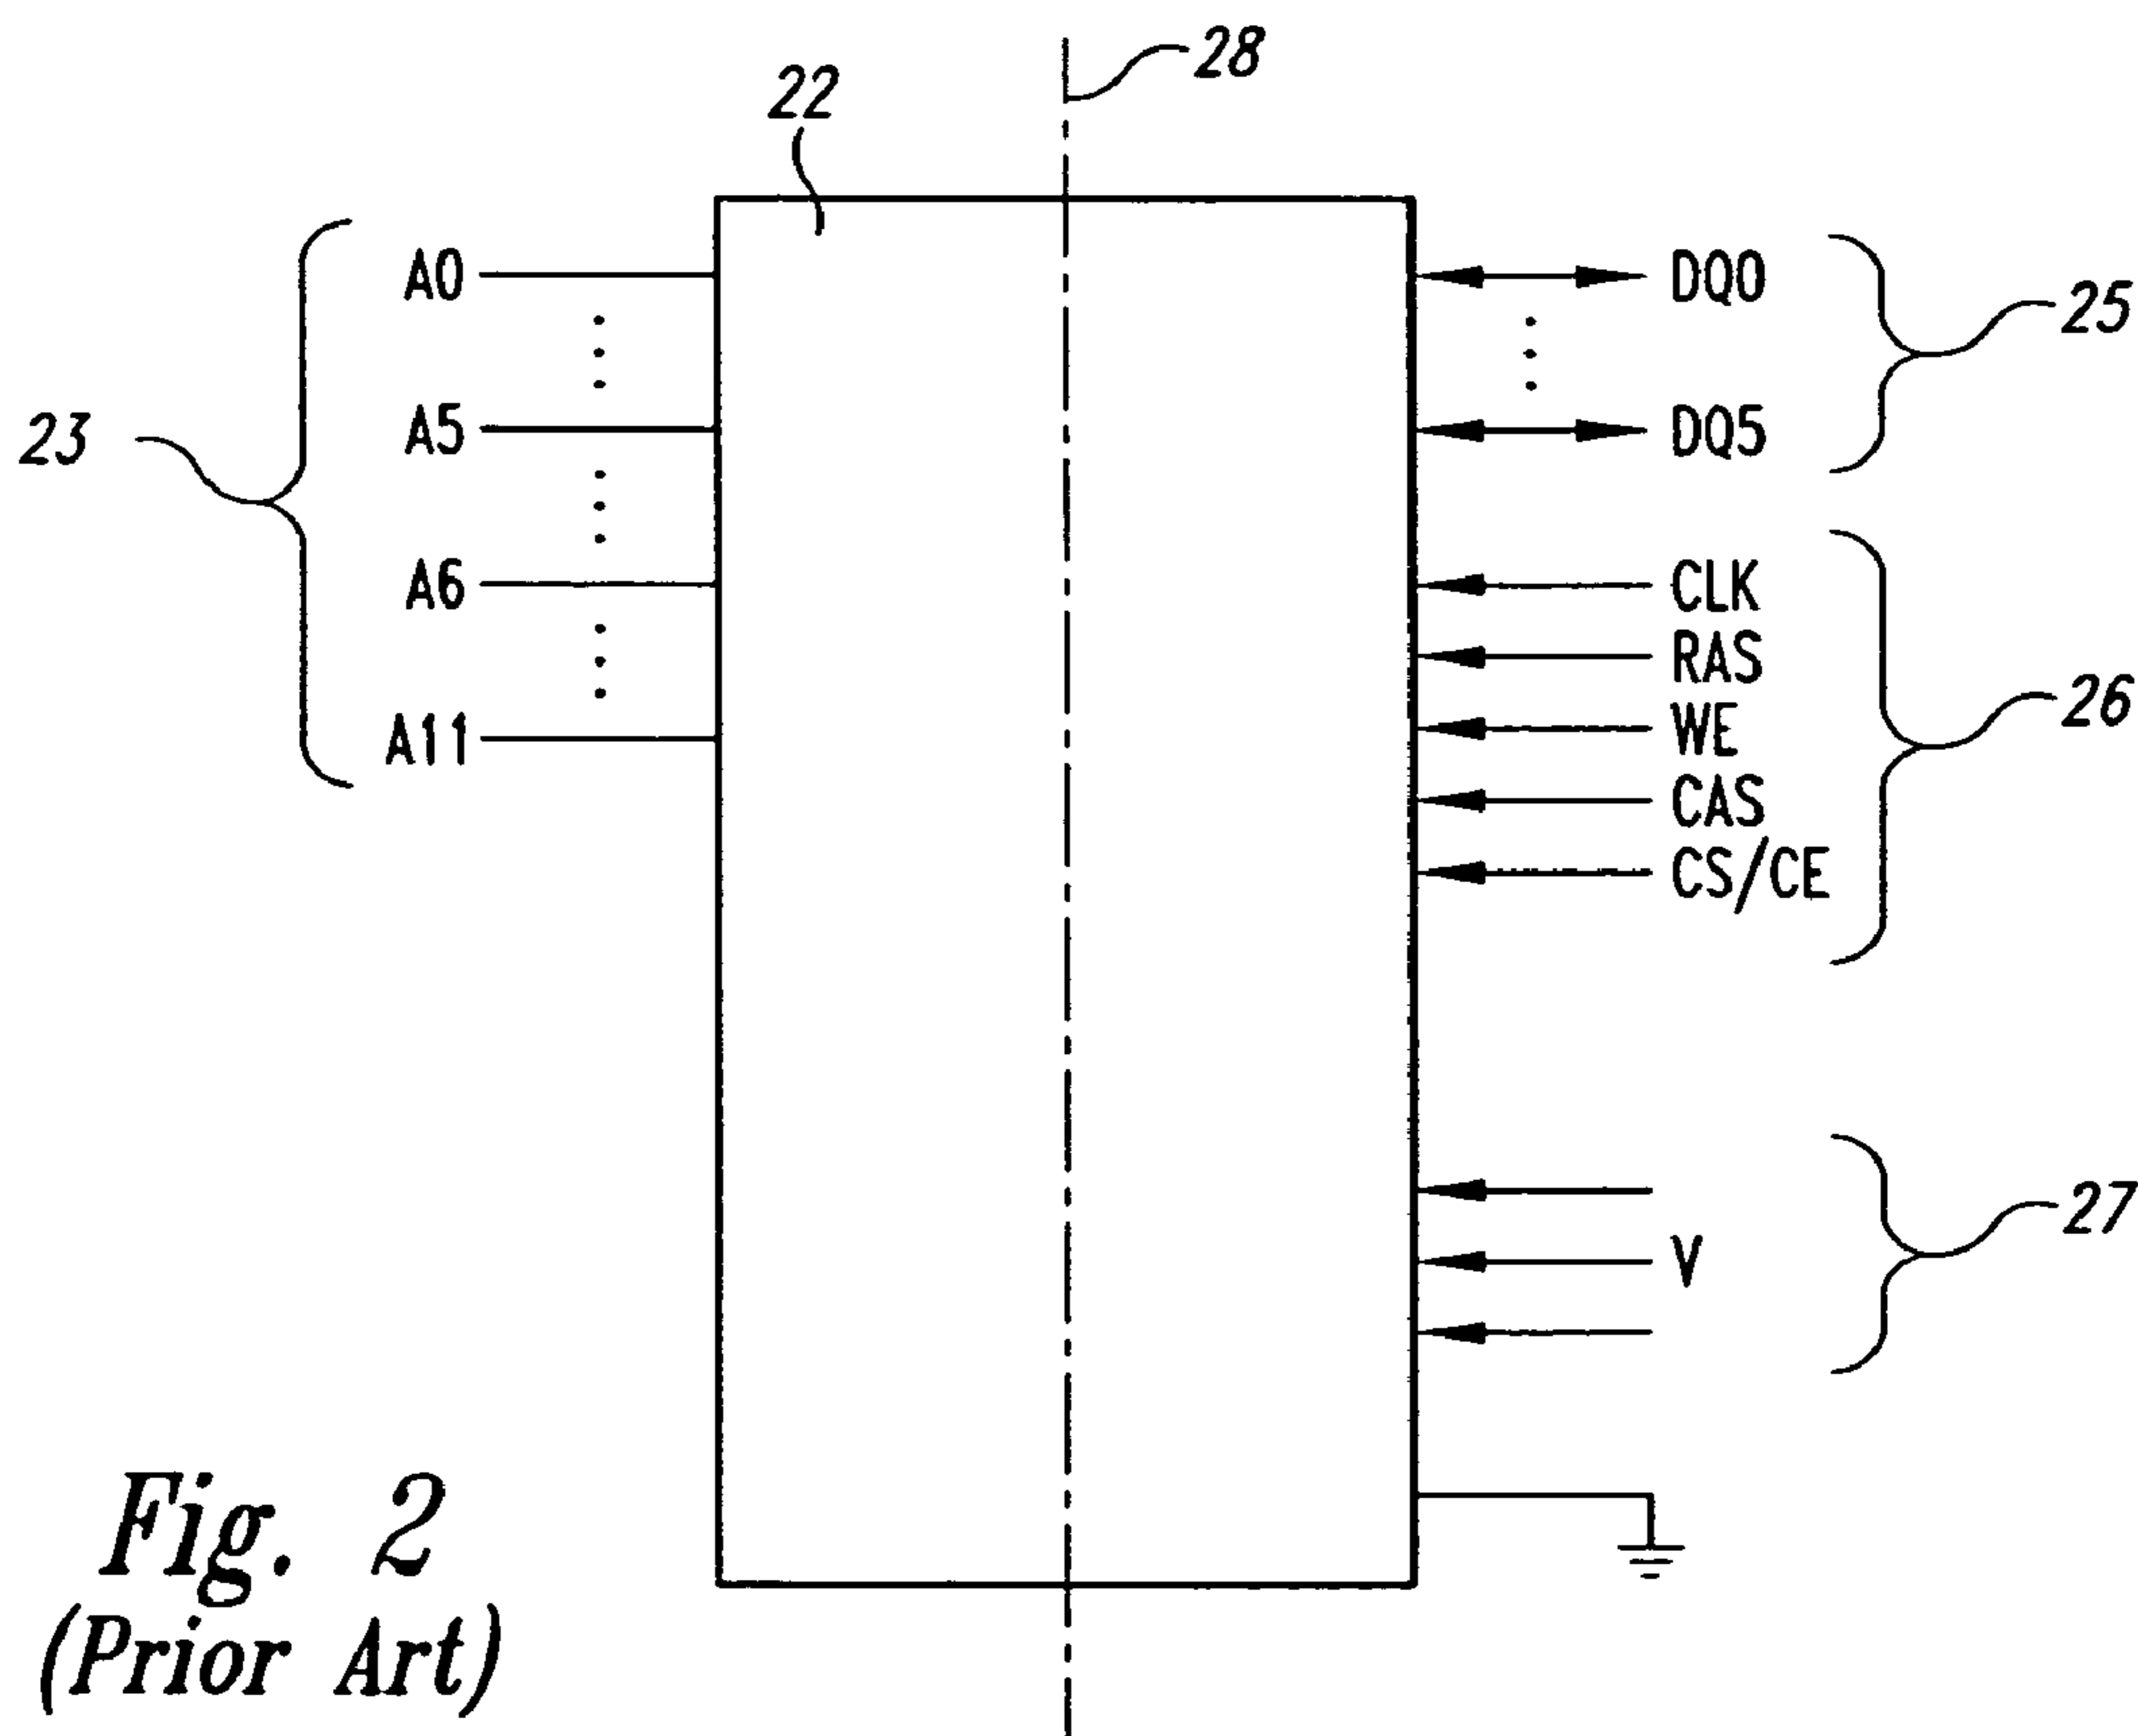 28
22
A0
DQ0
25
23
A5
DQ5
A6
CLK
RAS
26
A11
WE
CAS
CS/CE
27
V
Fig. 2
(Prior Art)